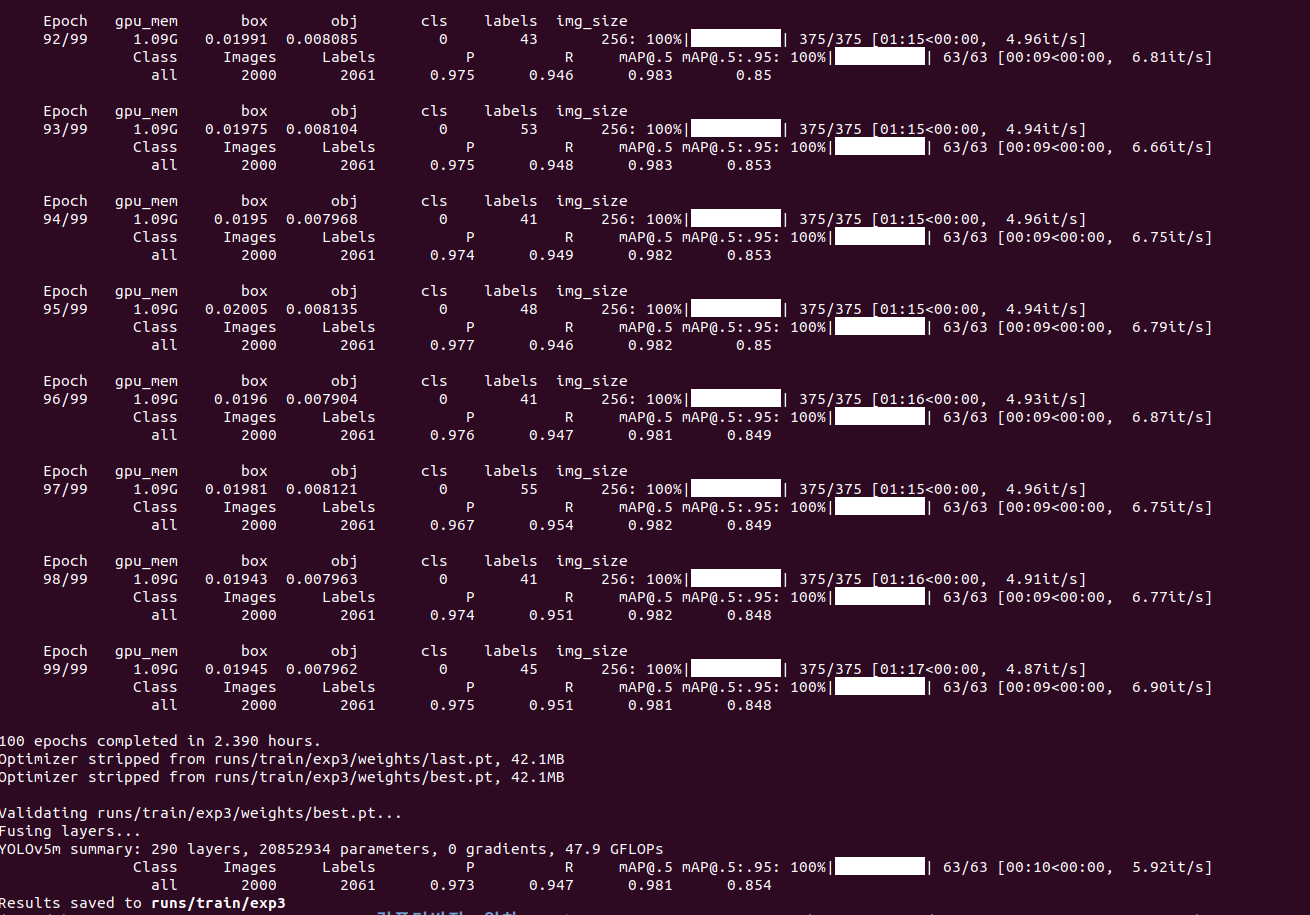 Epoch gpu_mem box obj cls labels img_size
92/99 1.09G 0.01991 0.008085 0 43 256: 100%| | 375/375 [01:15<00:00, 4.96it/s]
Class Images Labels P R mAP@.5 mAP@.5:.95: 100%| | 63/63 [00:09<00:00, 6.81it/s]
all 2000 2061 0.975 0.946 0.983 0.85
Epoch gpu_mem box obj cls labels img_size
93/99 1.09G 0.01975 0.008104 0 53 256: 100%| | 375/375 [01:15<00:00, 4.94it/s]
Class Images Labels P R mAP@.5 mAP@.5:.95: 100%| | 63/63 [00:09<00:00, 6.66it/s]
all 2000 2061 0.975 0.948 0.983 0.853
Epoch gpu_mem box obj cls labels img_size
94/99 1.09G 0.0195 0.007968 0 41 256: 100%| | 375/375 [01:15<00:00, 4.96it/s]
Class Images Labels P R mAP@.5 mAP@.5:.95: 100%| | 63/63 [00:09<00:00, 6.75it/s]
all 2000 2061 0.974 0.949 0.982 0.853
Epoch gpu_mem box obj cls labels img_size
95/99 1.09G 0.02005 0.008135 0 48 256: 100%| | 375/375 [01:15<00:00, 4.94it/s]
Class Images Labels P R mAP@.5 mAP@.5:.95: 100%| | 63/63 [00:09<00:00, 6.79it/s]
all 2000 2061 0.977 0.946 0.982 0.85
Epoch gpu_mem box obj cls labels img_size
96/99 1.09G 0.0196 0.007904 0 41 256: 100%| | 375/375 [01:16<00:00, 4.93it/s]
Class Images Labels P R mAP@.5 mAP@.5:.95: 100%| | 63/63 [00:09<00:00, 6.87it/s]
all 2000 2061 0.976 0.947 0.981 0.849
Epoch gpu_mem box obj cls labels img_size
97/99 1.09G 0.01981 0.008121 0 55 256: 100%| | 375/375 [01:15<00:00, 4.96it/s]
Class Images Labels P R mAP@.5 mAP@.5:.95: 100%| | 63/63 [00:09<00:00, 6.75it/s]
all 2000 2061 0.967 0.954 0.982 0.849
Epoch gpu_mem box obj cls labels img_size
98/99 1.09G 0.01943 0.007963 0 41 256: 100%| | 375/375 [01:16<00:00, 4.91it/s]
Class Images Labels P R mAP@.5 mAP@.5:.95: 100%| | 63/63 [00:09<00:00, 6.77it/s]
all 2000 2061 0.974 0.951 0.982 0.848
Epoch gpu_mem box obj cls labels img_size
99/99 1.09G 0.01945 0.007962 0 45 256: 100%| | 375/375 [01:17<00:00, 4.87it/s]
Class Images Labels P R mAP@.5 mAP@.5:.95: 100%| | 63/63 [00:09<00:00, 6.90it/s]
all 2000 2061 0.975 0.951 0.981 0.848
100 epochs completed in 2.390 hours.
Optimizer stripped from runs/train/exp3/weights/last.pt, 42.1MB
Optimizer stripped from runs/train/exp3/weights/best.pt, 42.1MB
Validating runs/train/exp3/weights/best.pt...
Fusing layers...
YOLOv5m summary: 290 layers, 20852934 parameters, 0 gradients, 47.9 GFLOPs
Class Images Labels P R mAP@.5 mAP@.5:.95: 100%| | 63/63 [00:10<00:00, 5.92it/s]
all 2000 2061 0.973 0.947 0.981 0.854
Results saved to runs/train/exp3